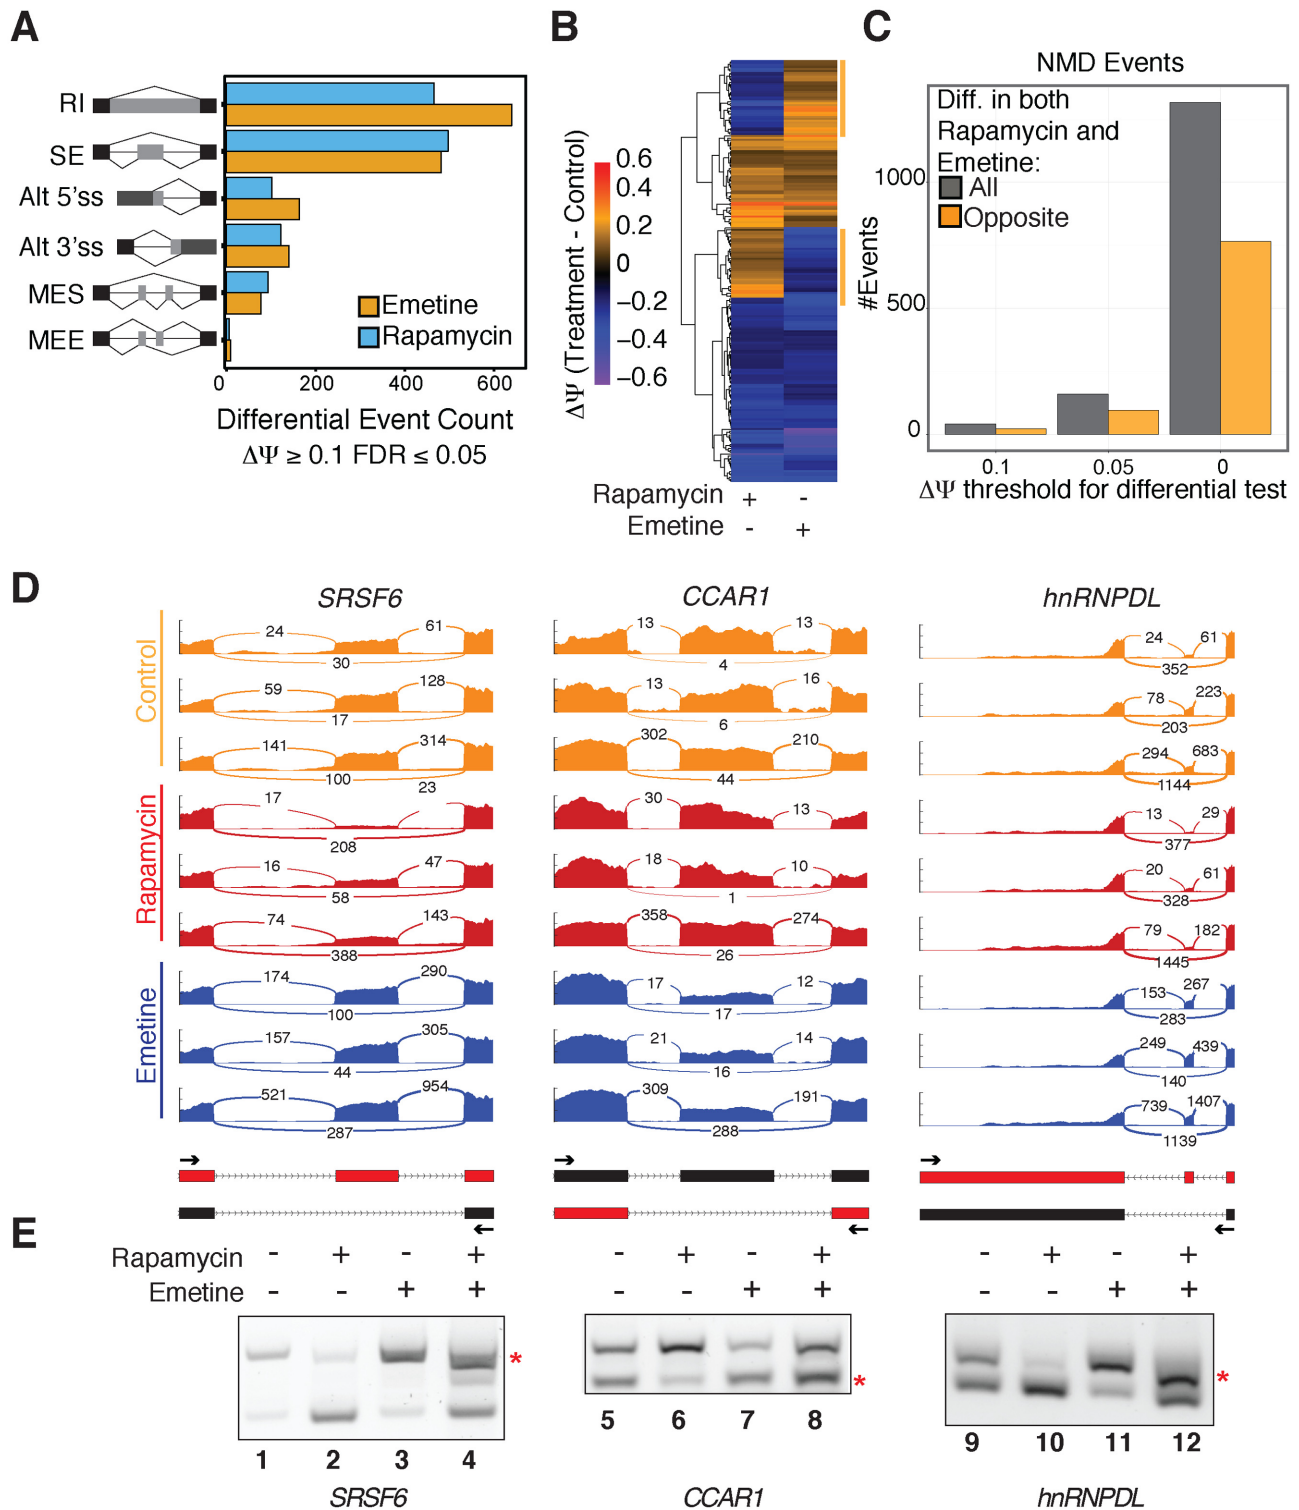 A
RI
SE
Alt 5'ss
Alt 3'ss
MES
MEE
Emetine
Rapamycin
0 200 400 600
Differential Event Count
ΔΨ ≥ 0.1 FDR ≤ 0.05
B
ΔΨ (Treatment - Control)
0.6
0.4
0.2
0
−0.2
−0.4
−0.6
Rapamycin + -
Emetine - +
C
NMD Events
Diff. in both
Rapamycin and
Emetine:
All
Opposite
#Events
1000
500
0
0.1 0.05 0
ΔΨ threshold for differential test
D
SRSF6 CCAR1 hnRNPDL
Control
24 61 30 13 13 4 24 61 352
59 128 17 13 16 6 78 223 203
141 314 100 302 210 44 294 683 1144
Rapamycin
17 23 208 30 13 13 29 377
16 47 58 18 10 1 20 61 328
74 143 388 358 274 26 79 182 1445
Emetine
174 290 100 17 12 17 153 267 283
157 305 44 21 14 16 249 439 140
521 954 287 309 191 288 739 1407 1139
E
Rapamycin - + - + - + - + - + - +
Emetine - - + + - - + + - - + +
* * *
1 2 3 4 5 6 7 8 9 10 11 12
SRSF6 CCAR1 hnRNPDL